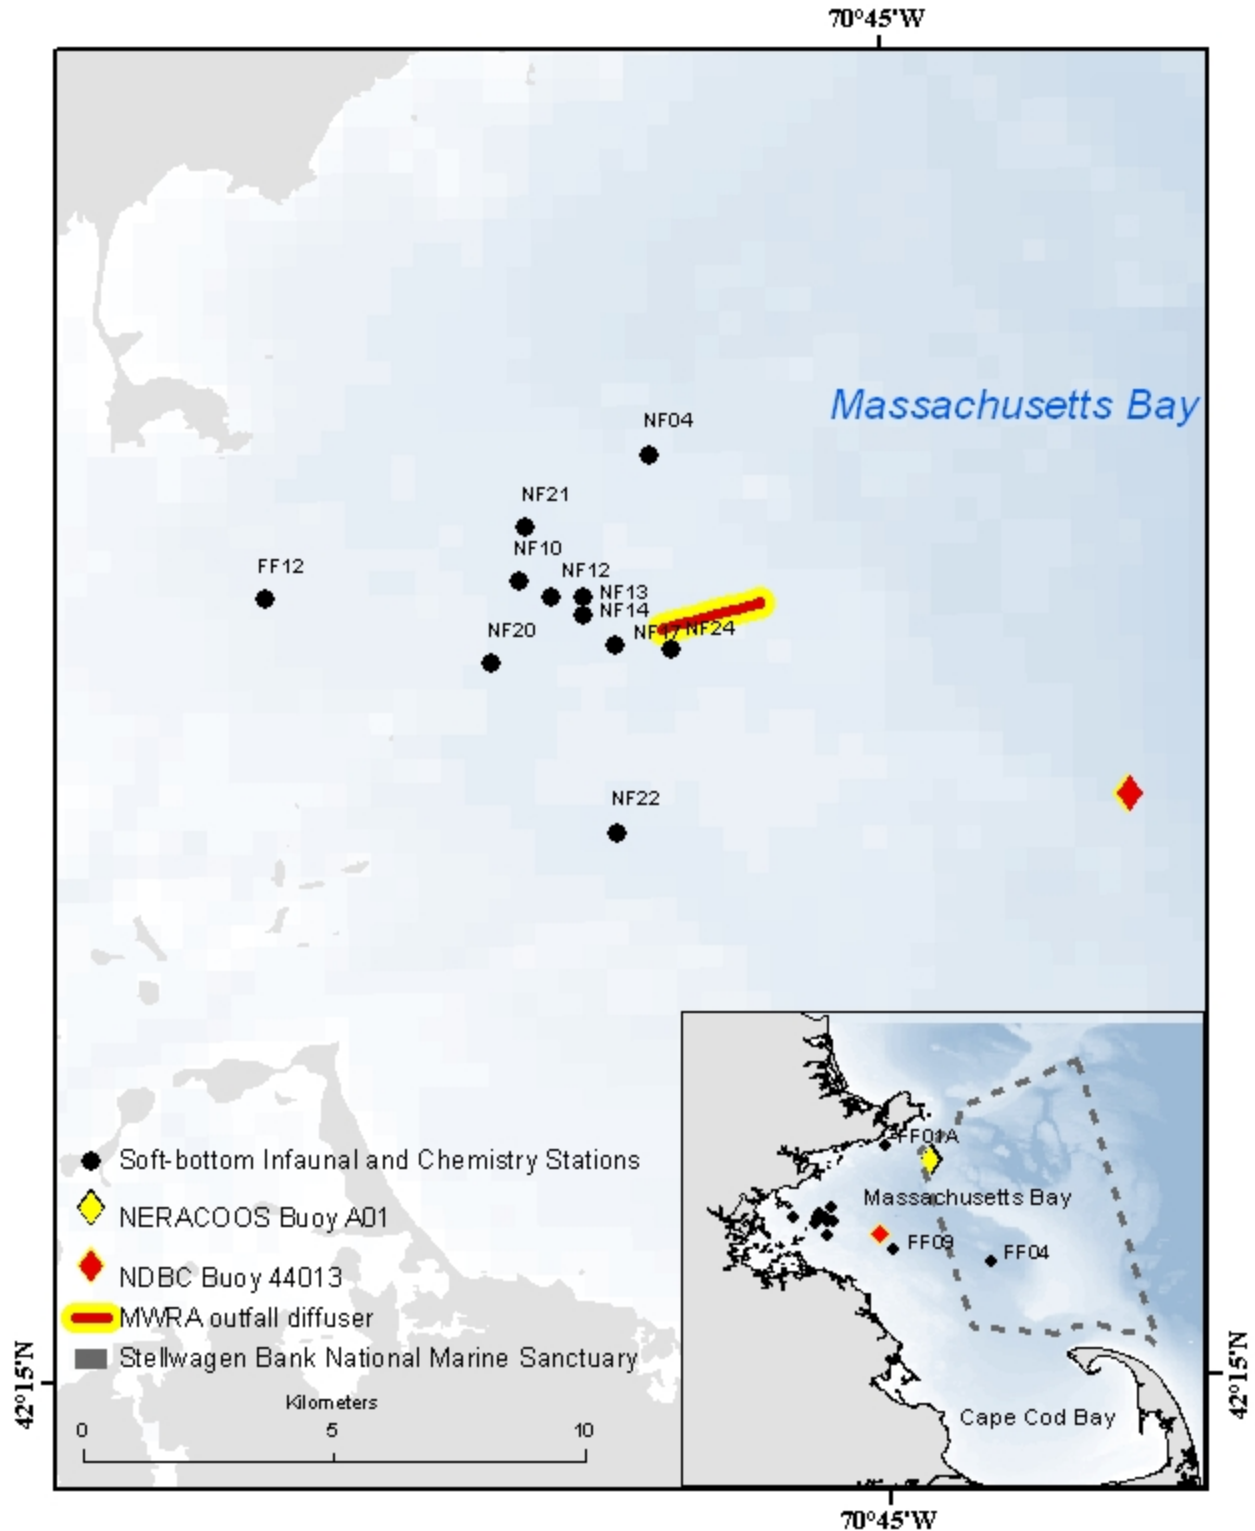 70°45'W
Massachusetts Bay
NF04
NF21
NF10
FF12
NF12
NF13
NF14
NF20
NF17
NF24
NF22
FF01A
Massachusetts Bay
FF09
FF04
Cape Cod Bay
Soft-bottom Infaunal and Chemistry Stations
NERACOOS Buoy A01
NDBC Buoy 44013
MWRA outfall diffuser
Stellwagen Bank National Marine Sanctuary
Kilometers
0 5 10
42°15'N
42°15'N
70°45'W